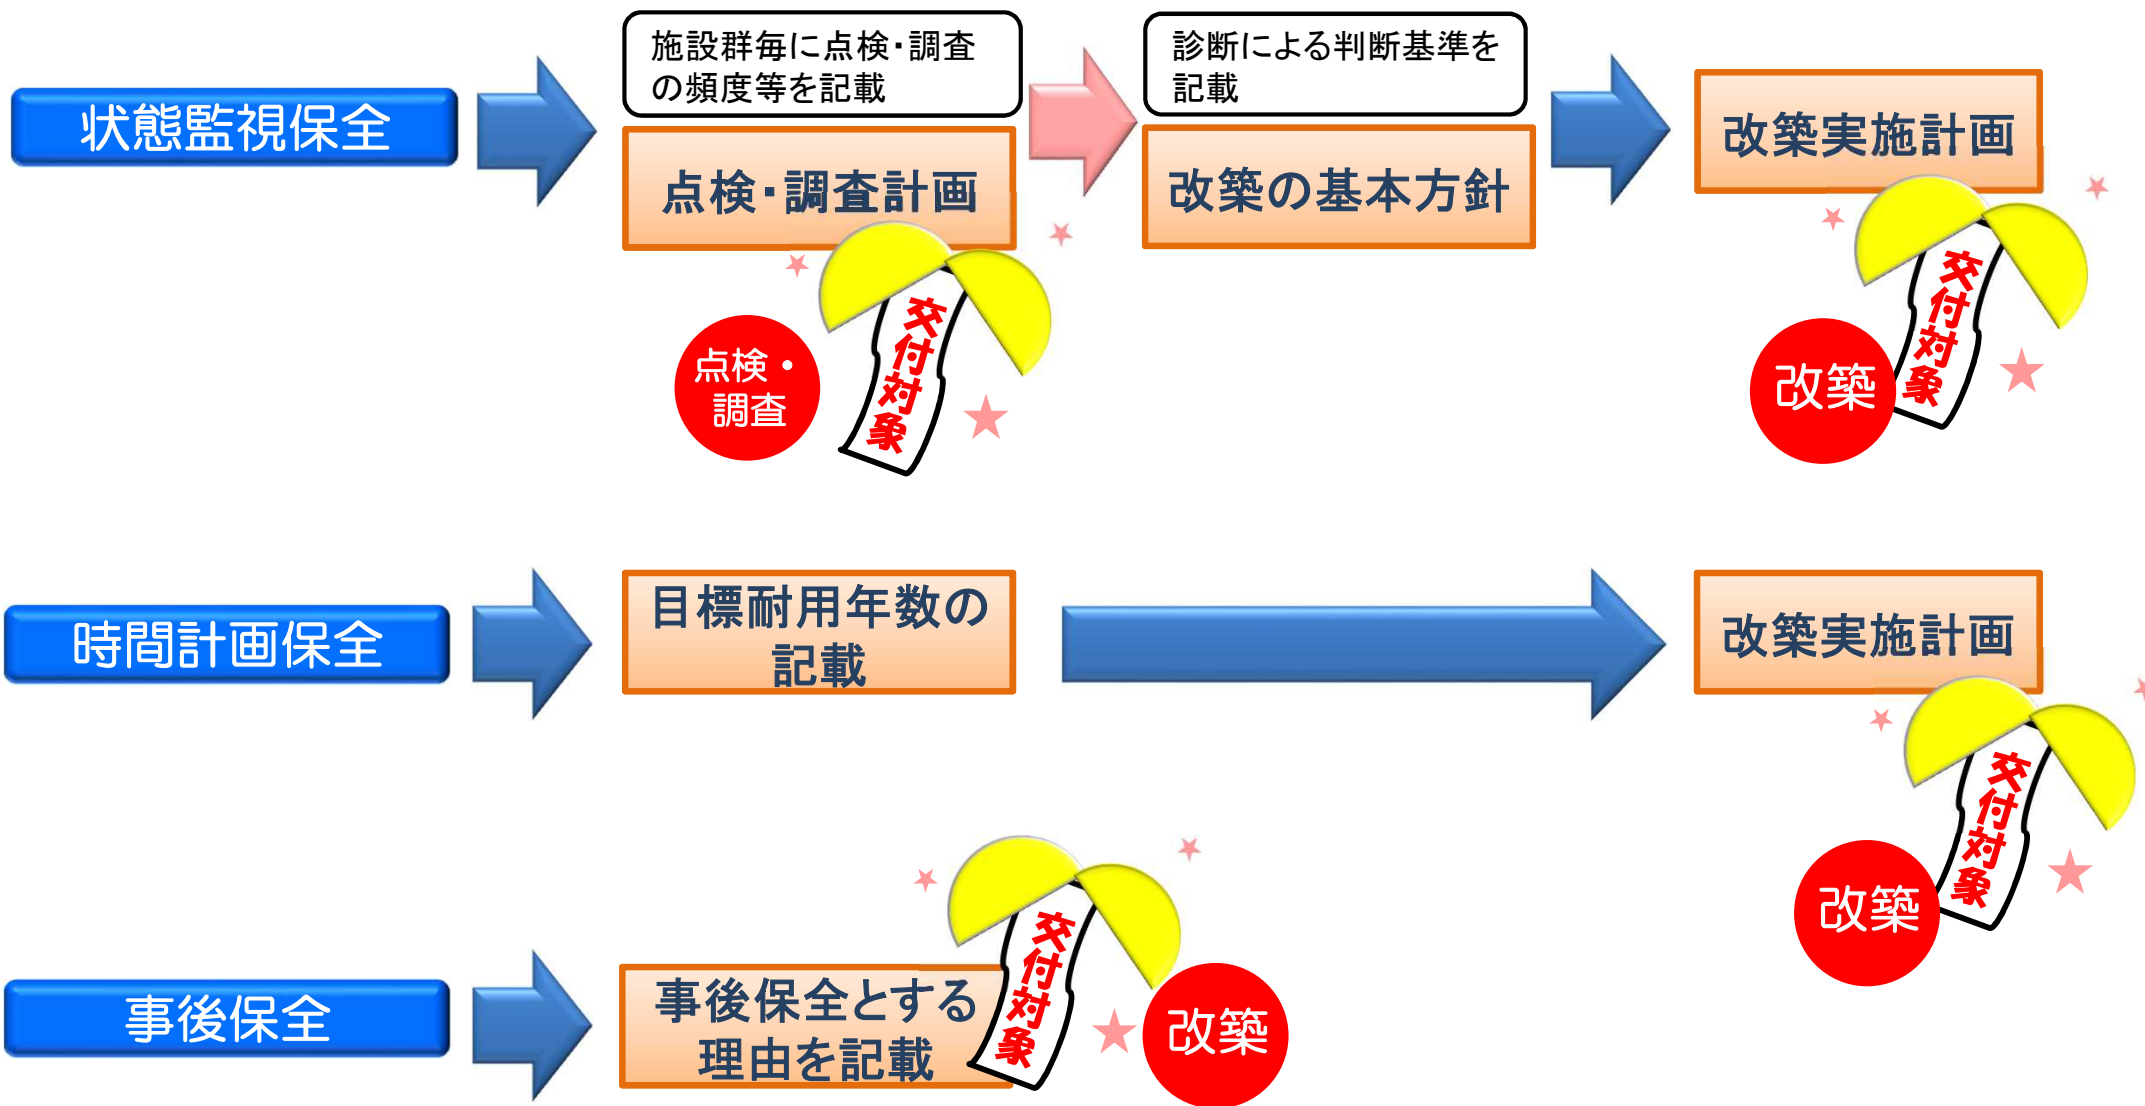 状態監視保全
施設群毎に点検・調査
の頻度等を記載
点検・調査計画
点検・
調査
交付対象
診断による判断基準を
記載
改築の基本方針
改築実施計画
改築
交付対象
時間計画保全
目標耐用年数の
記載
改築実施計画
改築
交付対象
事後保全
事後保全とする
理由を記載
交付対象
改築